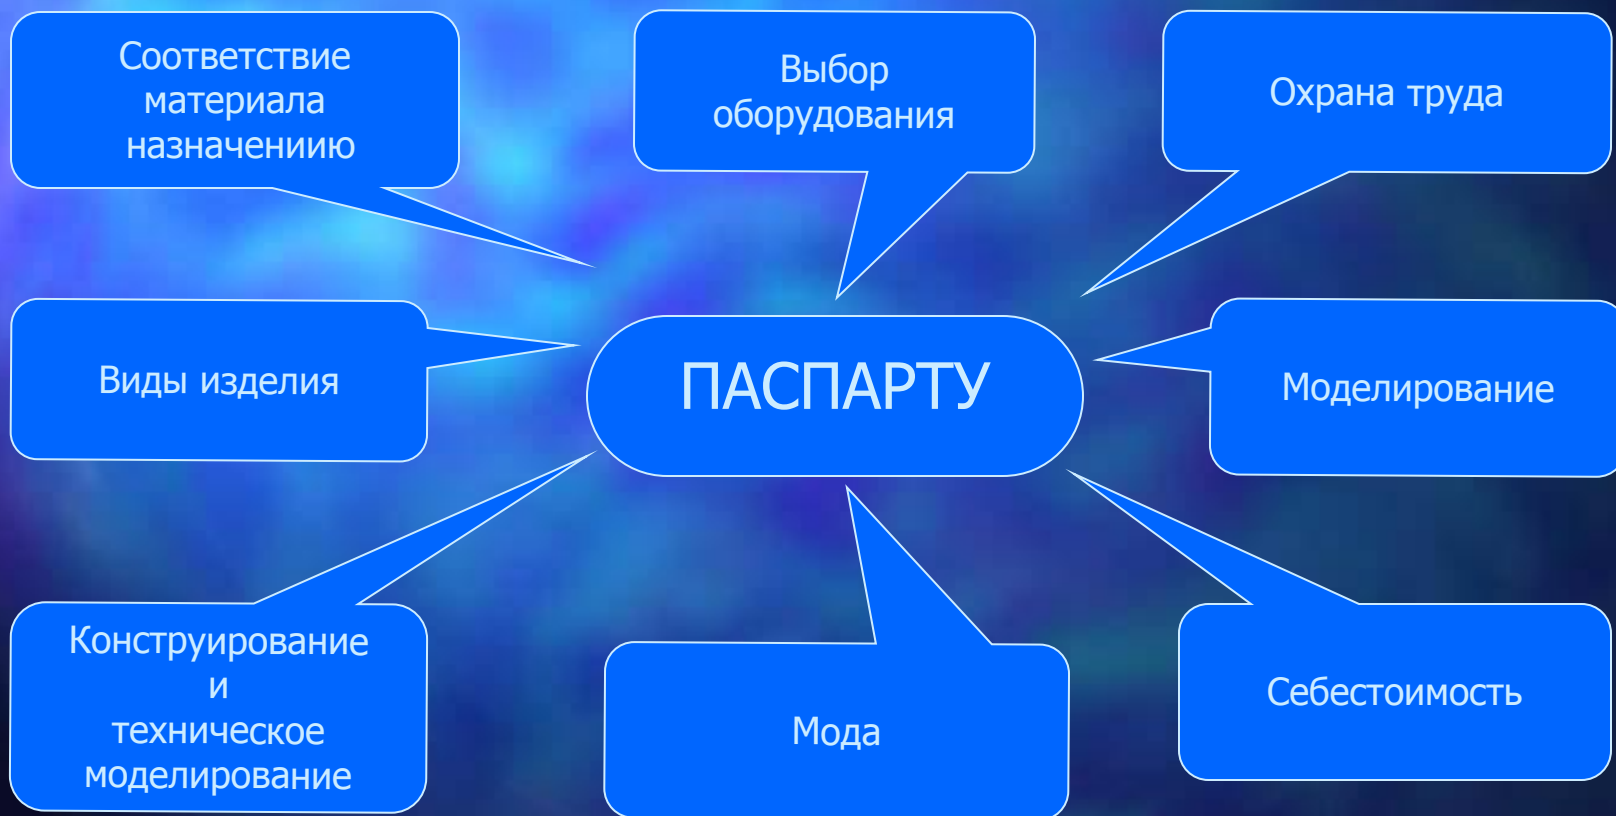 Соответствие
материала
назначениию
Выбор
оборудования
Охрана труда
Виды изделия
ПАСПАРТУ
Моделирование
Конструирование
и
техническое
моделирование
Мода
Себестоимость